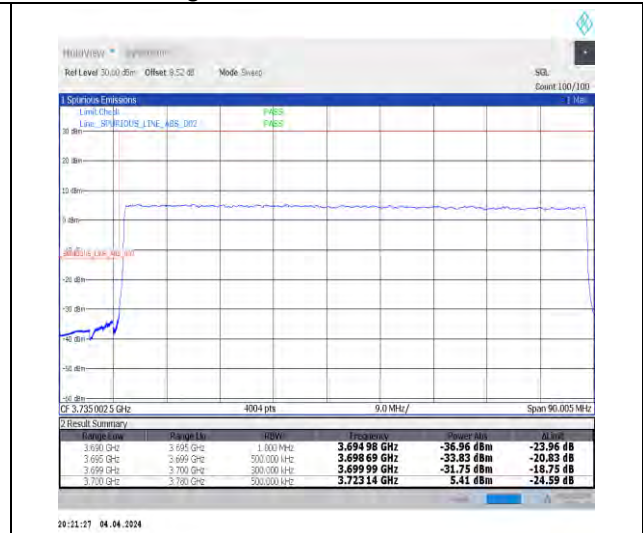 MultiView
Ref Level 30.00 dBm Offset 9.52 dB Mode Sweep SGL
Count 100/100
1 Spurious Emissions 1 Max
Limit Check PASS
Line _SPURIOUS_LINE_ABS_002 PASS
30 dBm
20 dBm
10 dBm
0 dBm
_SPURIOUS_LINE_ABS_002
-20 dBm
-30 dBm
-40 dBm
-50 dBm
-60 dBm
CF 3.735 002 5 GHz 4004 pts 9.0 MHz/ Span 90.005 MHz
2 Result Summary
Range Low Range Up RBW Frequency Power Abs ΔLimit
3.690 GHz 3.695 GHz 1.000 MHz 3.694 98 GHz -36.96 dBm -23.96 dB
3.695 GHz 3.699 GHz 500.000 kHz 3.698 69 GHz -33.83 dBm -20.83 dB
3.699 GHz 3.700 GHz 300.000 kHz 3.699 99 GHz -31.75 dBm -18.75 dB
3.700 GHz 3.780 GHz 500.000 kHz 3.723 14 GHz 5.41 dBm -24.59 dB
20:21:27 04.04.2024